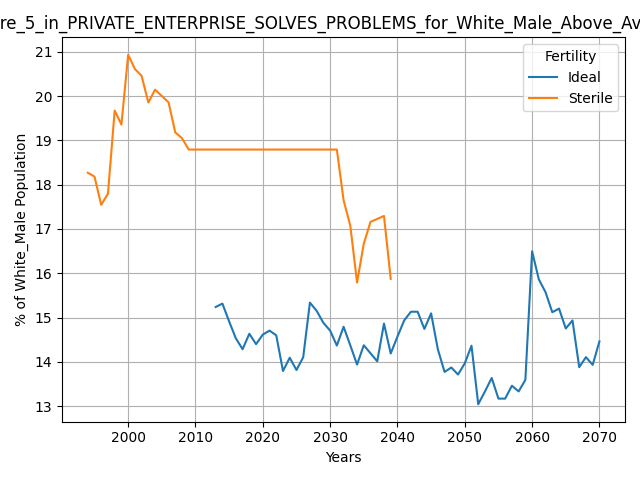 re_5_in_PRIVATE_ENTERPRISE_SOLVES_PROBLEMS_for_White_Male_Above_Av
Fertility
Ideal
Sterile
% of White_Male Population
21
20
19
18
17
16
15
14
13
2000 2010 2020 2030 2040 2050 2060 2070
Years